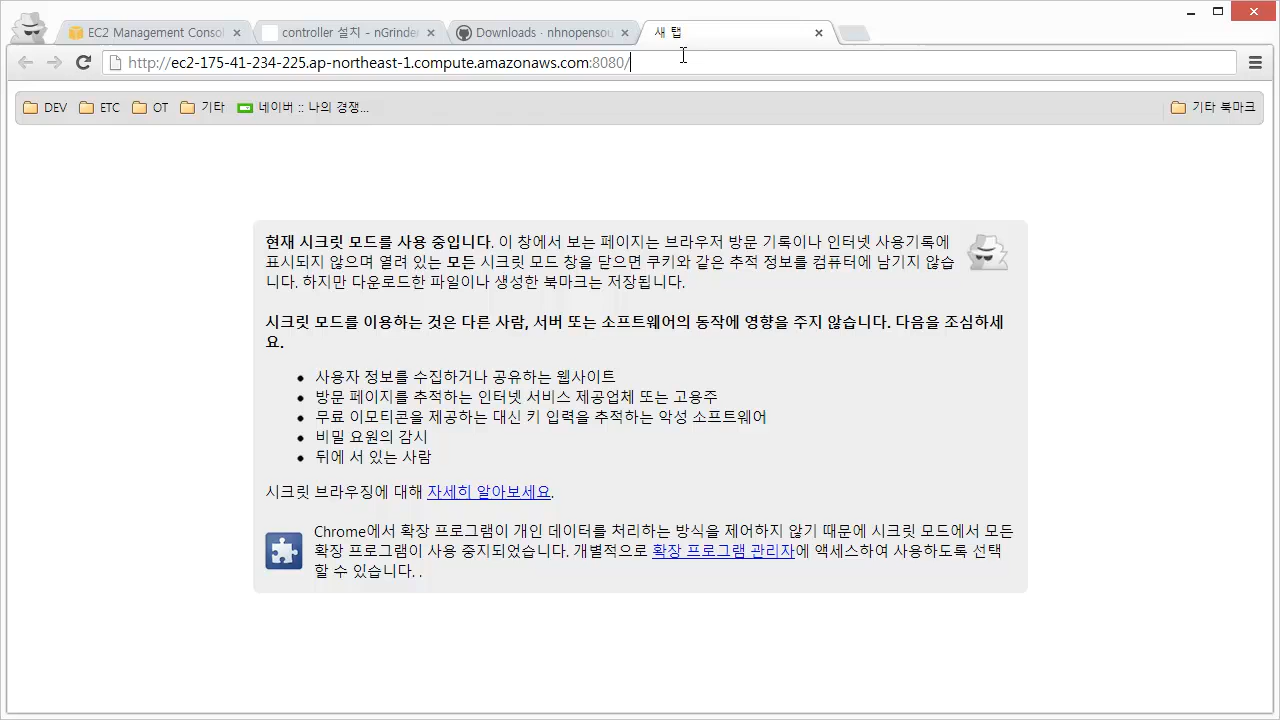 EC2 Management Consol
controller 설치 - nGrinder
Downloads · nhnopensou
새 탭
http://ec2-175-41-234-225.ap-northeast-1.compute.amazonaws.com:8080/
DEV
ETC
OT
기타
네이버 :: 나의 경쟁...
기타 북마크
현재 시크릿 모드를 사용 중입니다. 이 창에서 보는 페이지는 브라우저 방문 기록이나 인터넷 사용기록에
표시되지 않으며 열려 있는 모든 시크릿 모드 창을 닫으면 쿠키와 같은 추적 정보를 컴퓨터에 남기지 않습
니다. 하지만 다운로드한 파일이나 생성한 북마크는 저장됩니다.
시크릿 모드를 이용하는 것은 다른 사람, 서버 또는 소프트웨어의 동작에 영향을 주지 않습니다. 다음을 조심하세
요.
• 사용자 정보를 수집하거나 공유하는 웹사이트
• 방문 페이지를 추적하는 인터넷 서비스 제공업체 또는 고용주
• 무료 이모티콘을 제공하는 대신 키 입력을 추적하는 악성 소프트웨어
• 비밀 요원의 감시
• 뒤에 서 있는 사람
시크릿 브라우징에 대해 자세히 알아보세요.
Chrome에서 확장 프로그램이 개인 데이터를 처리하는 방식을 제어하지 않기 때문에 시크릿 모드에서 모든
확장 프로그램이 사용 중지되었습니다. 개별적으로 확장 프로그램 관리자에 액세스하여 사용하도록 선택
할 수 있습니다. .